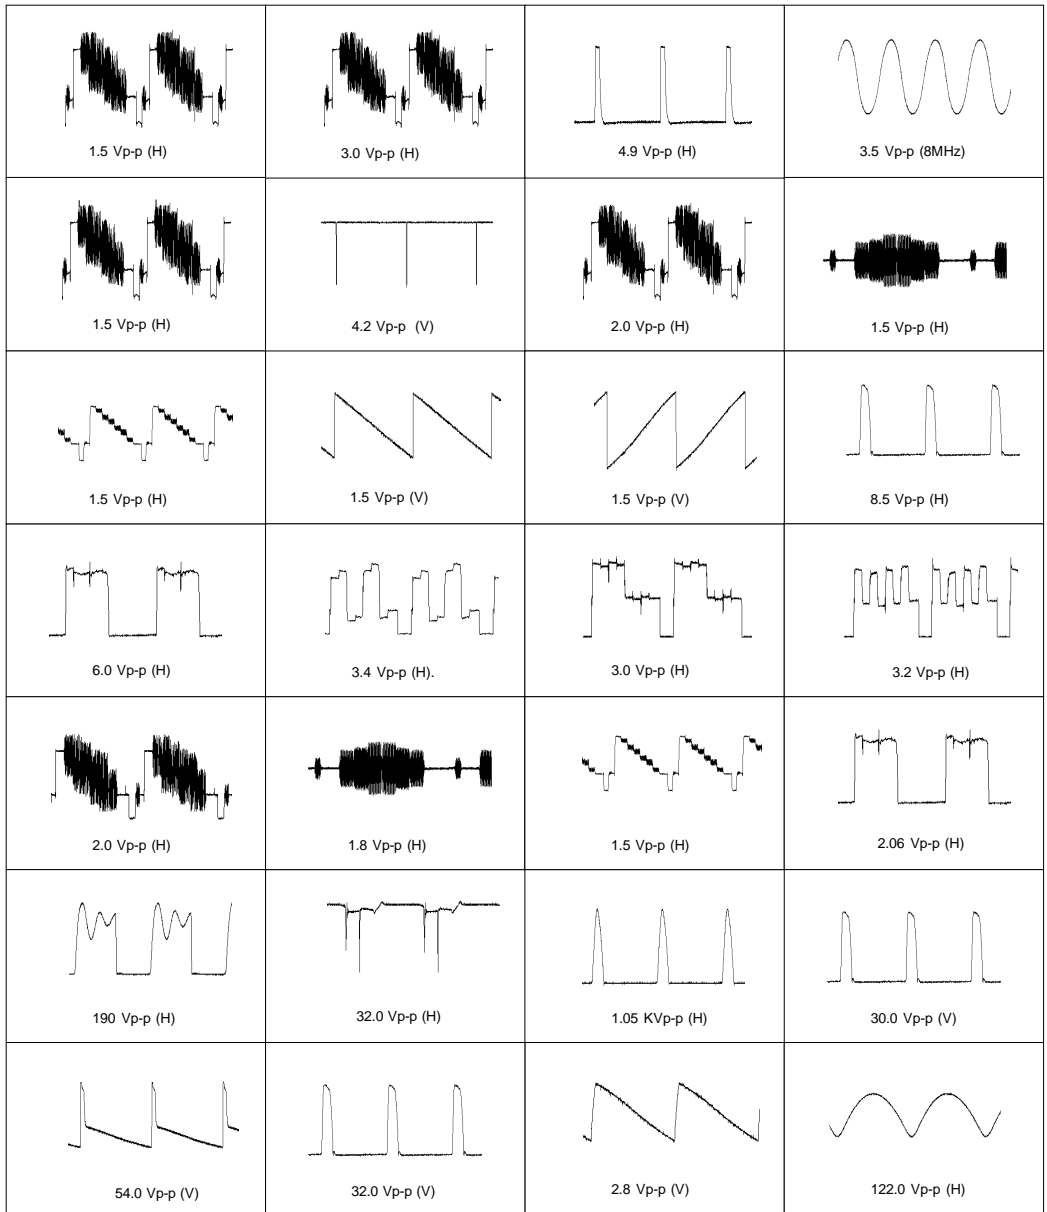 1.5 Vp-p (H)
3.0 Vp-p (H)
4.9 Vp-p (H)
3.5 Vp-p (8MHz)
1.5 Vp-p (H)
4.2 Vp-p (V)
2.0 Vp-p (H)
1.5 Vp-p (H)
1.5 Vp-p (H)
1.5 Vp-p (V)
1.5 Vp-p (V)
8.5 Vp-p (H)
6.0 Vp-p (H)
3.4 Vp-p (H).
3.0 Vp-p (H)
3.2 Vp-p (H)
2.0 Vp-p (H)
1.8 Vp-p (H)
1.5 Vp-p (H)
2.06 Vp-p (H)
190 Vp-p (H)
32.0 Vp-p (H)
1.05 KVp-p (H)
30.0 Vp-p (V)
54.0 Vp-p (V)
32.0 Vp-p (V)
2.8 Vp-p (V)
122.0 Vp-p (H)